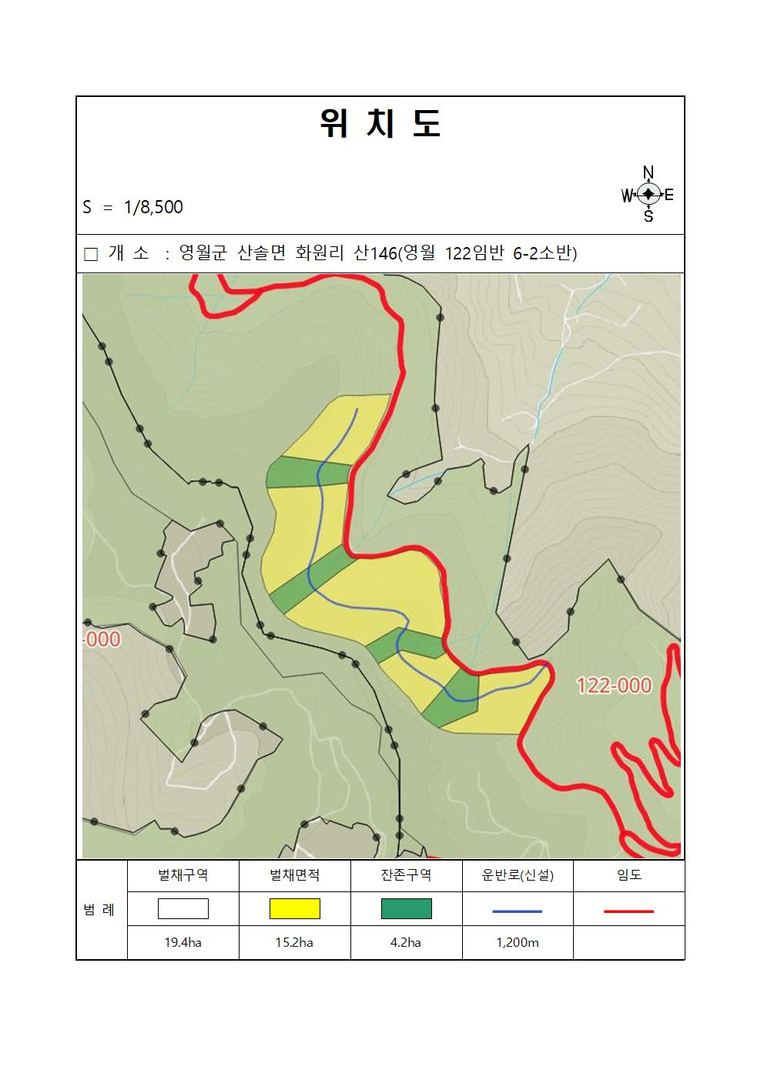 위 치 도
N
W E
S
S = 1/8,500
□ 개 소 : 영월군 산솔면 화원리 산146(영월 122임반 6-2소반)
-000
122-000
범 례
벌채구역 벌채면적 잔존구역 운반로(신설) 임도
19.4ha 15.2ha 4.2ha 1,200m